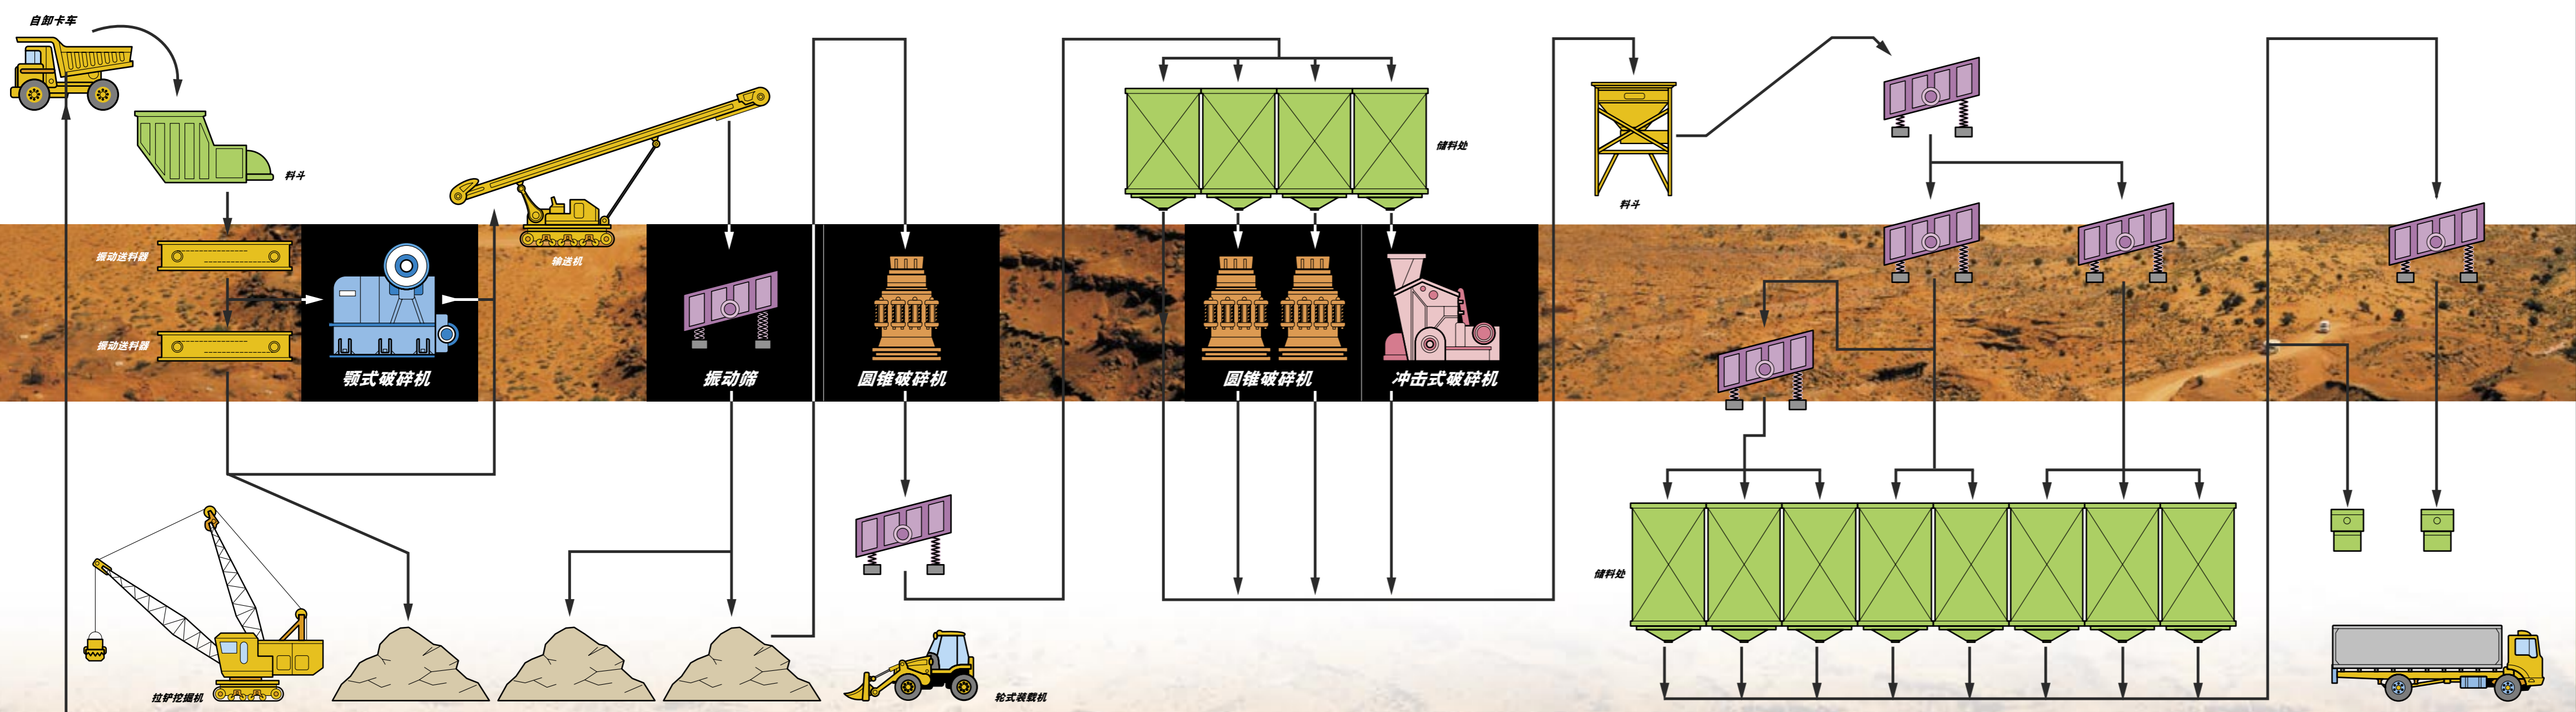 自卸卡车
料斗
振动送料器
振动送料器
颚式破碎机
输送机
振动筛
圆锥破碎机
储料处
圆锥破碎机
冲击式破碎机
料斗
储料处
拉铲挖掘机
轮式装载机